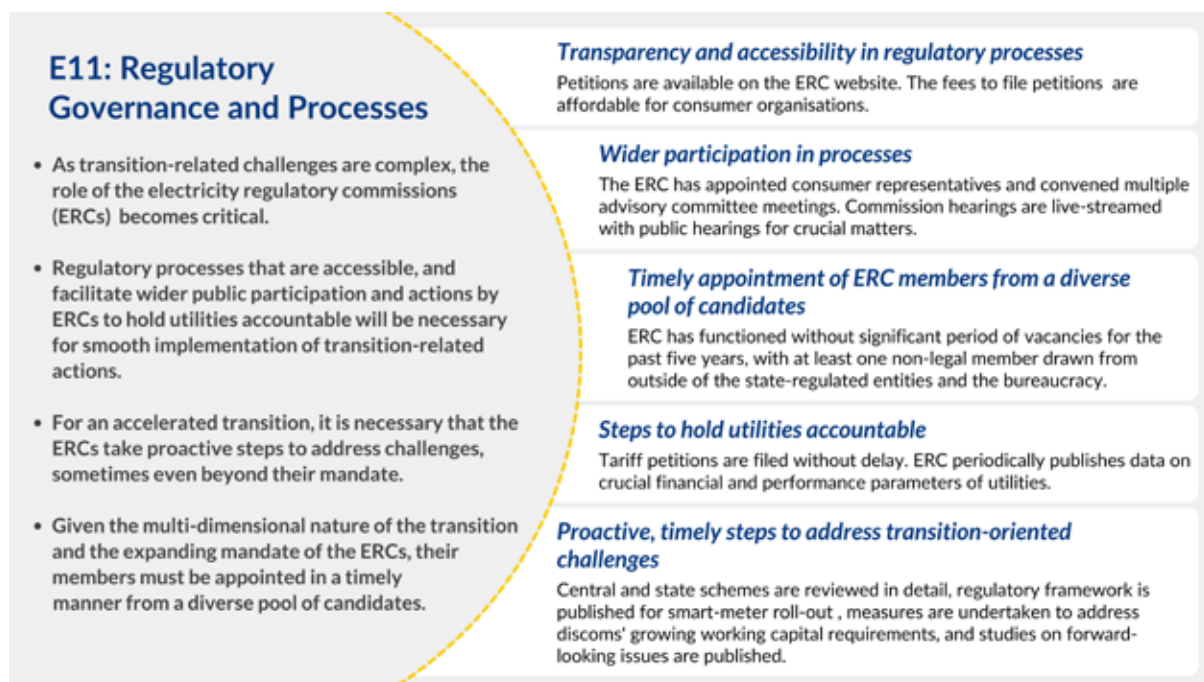 E11: Regulatory
Governance and Processes
• As transition-related challenges are complex, the
role of the electricity regulatory commissions
(ERCs) becomes critical.
• Regulatory processes that are accessible, and
facilitate wider public participation and actions by
ERCs to hold utilities accountable will be necessary
for smooth implementation of transition-related
actions.
• For an accelerated transition, it is necessary that the
ERCs take proactive steps to address challenges,
sometimes even beyond their mandate.
• Given the multi-dimensional nature of the transition
and the expanding mandate of the ERCs, their
members must be appointed in a timely
manner from a diverse pool of candidates.
Transparency and accessibility in regulatory processes
Petitions are available on the ERC website. The fees to file petitions are
affordable for consumer organisations.
Wider participation in processes
The ERC has appointed consumer representatives and convened multiple
advisory committee meetings. Commission hearings are live-streamed
with public hearings for crucial matters.
Timely appointment of ERC members from a diverse
pool of candidates
ERC has functioned without significant period of vacancies for the
past five years, with at least one non-legal member drawn from
outside of the state-regulated entities and the bureaucracy.
Steps to hold utilities accountable
Tariff petitions are filed without delay. ERC periodically publishes data on
crucial financial and performance parameters of utilities.
Proactive, timely steps to address transition-oriented
challenges
Central and state schemes are reviewed in detail, regulatory framework is
published for smart-meter roll-out , measures are undertaken to address
discoms' growing working capital requirements, and studies on forward-
looking issues are published.